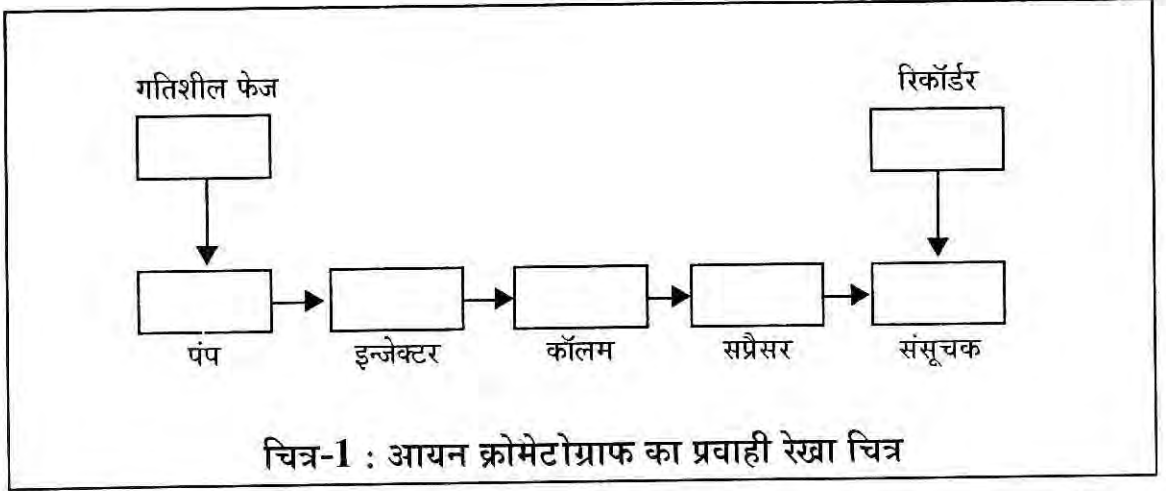 गतिशील फेज
रिकॉर्डर
पंप
इन्जेक्टर
कॉलम
सप्रैसर
संसूचक
चित्र-1 : आयन क्रोमेटोग्राफ का प्रवाही रेखा चित्र